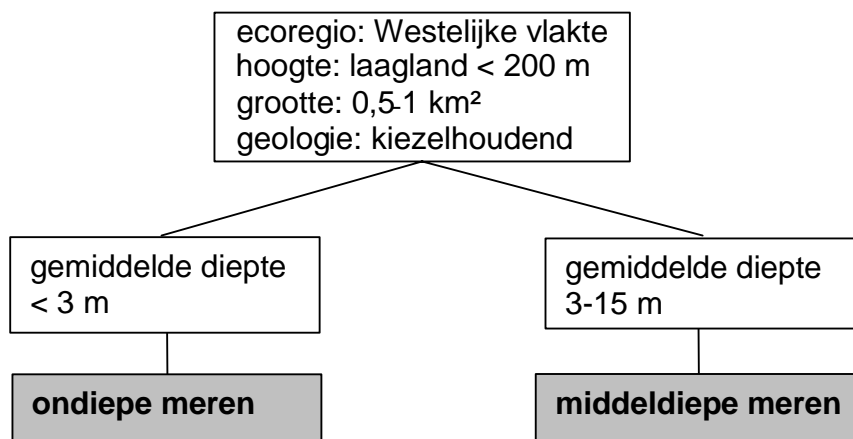 ecoregio: Westelijke vlakte
hoogte: laagland < 200 m
grootte: 0,5-1 km²
geologie: kiezelhoudend
gemiddelde diepte
< 3 m
gemiddelde diepte
3-15 m
ondiepe meren
middeldiepe meren